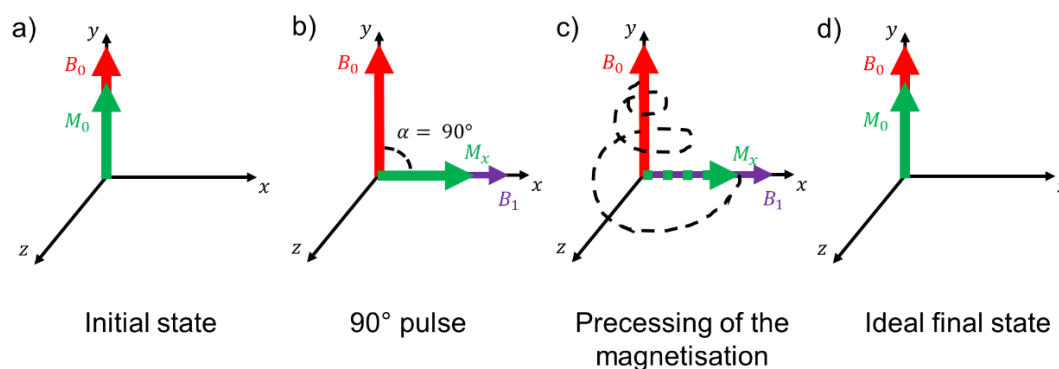 a)
y
B₀
M₀
x
z
Initial state
b)
y
B₀
α = 90°
Mₓ
x
B₁
z
90° pulse
c)
y
B₀
Mₓ
x
B₁
z
Precessing of the
magnetisation
d)
y
B₀
M₀
x
z
Ideal final state